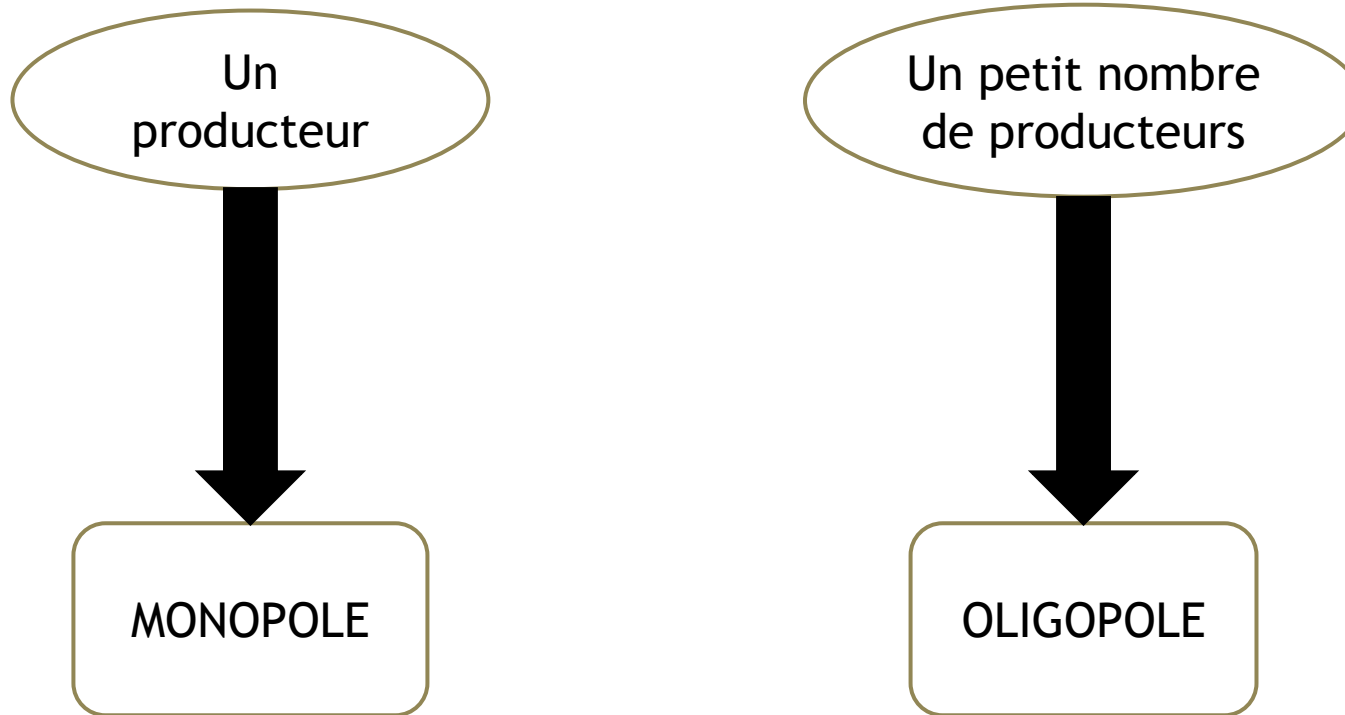 Un
producteur
Un petit nombre
de producteurs
MONOPOLE
OLIGOPOLE